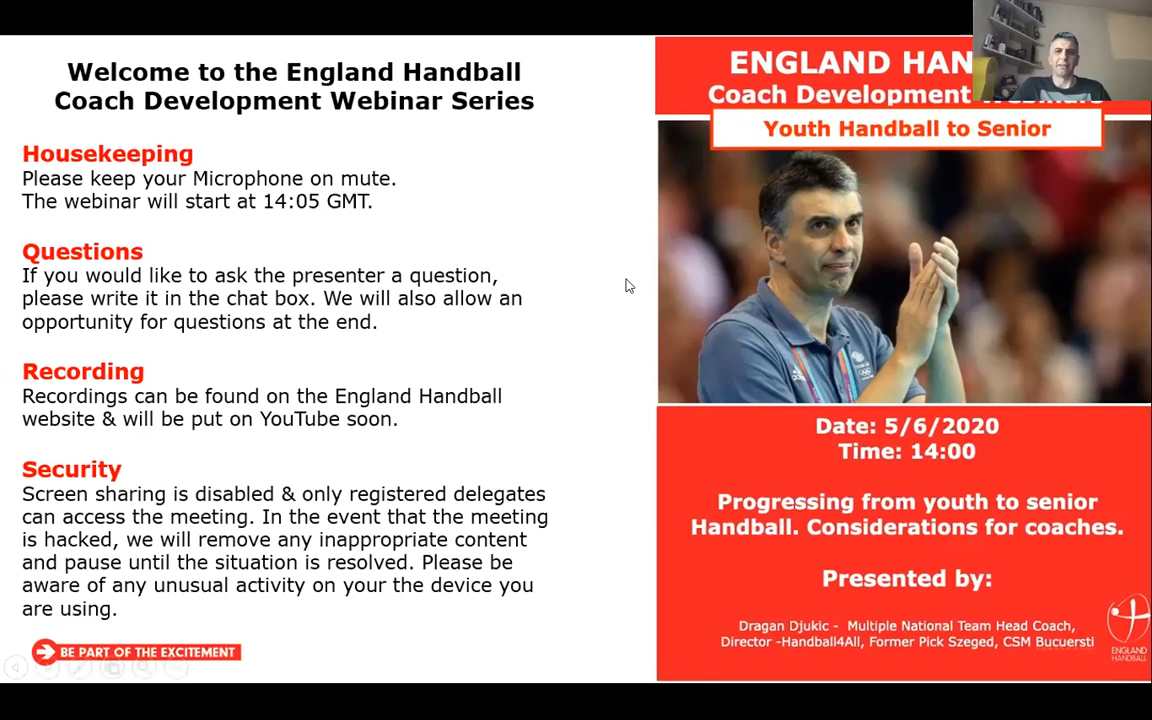 Welcome to the England Handball
Coach Development Webinar Series
Housekeeping
Please keep your Microphone on mute.
The webinar will start at 14:05 GMT.
Questions
If you would like to ask the presenter a question,
please write it in the chat box. We will also allow an
opportunity for questions at the end.
Recording
Recordings can be found on the England Handball
website & will be put on YouTube soon.
Security
Screen sharing is disabled & only registered delegates
can access the meeting. In the event that the meeting
is hacked, we will remove any inappropriate content
and pause until the situation is resolved. Please be
aware of any unusual activity on your the device you
are using.
BE PART OF THE EXCITEMENT
ENGLAND HAN
Coach Development
Youth Handball to Senior
Date: 5/6/2020
Time: 14:00
Progressing from youth to senior
Handball. Considerations for coaches.
Presented by:
Dragan Djukic - Multiple National Team Head Coach,
Director -Handball4All, Former Pick Szeged, CSM Bucuersti
ENGLAND
HANDBALL